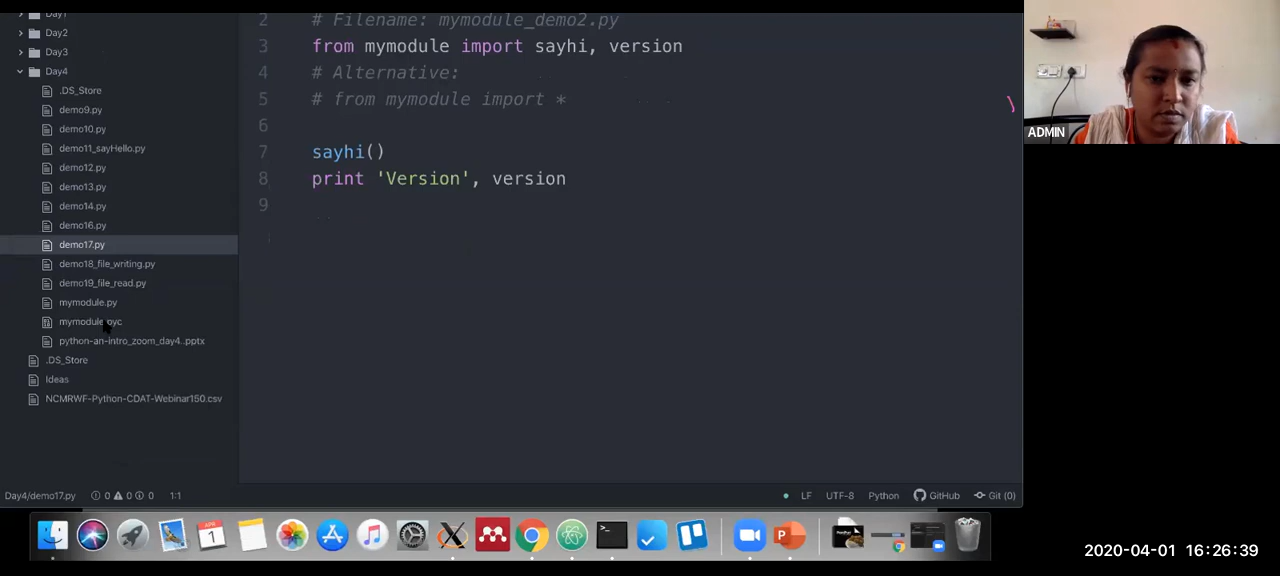 Day1
Day2
Day3
Day4
.DS_Store
demo9.py
demo10.py
demo11_sayHello.py
demo12.py
demo13.py
demo14.py
demo16.py
demo17.py
demo18_file_writing.py
demo19_file_read.py
mymodule.py
mymodule.pyc
python-an-intro_zoom_day4..pptx
.DS_Store
Ideas
NCMRWF-Python-CDAT-Webinar150.csv
2 # Filename: mymodule_demo2.py
3 from mymodule import sayhi, version
4 # Alternative:
5 # from mymodule import *
6
7 sayhi()
8 print 'Version', version
9
Day4/demo17.py 0 0 0 1:1 LF UTF-8 Python GitHub Git (0)
ADMIN
APR
1
2020-04-01 16:26:39